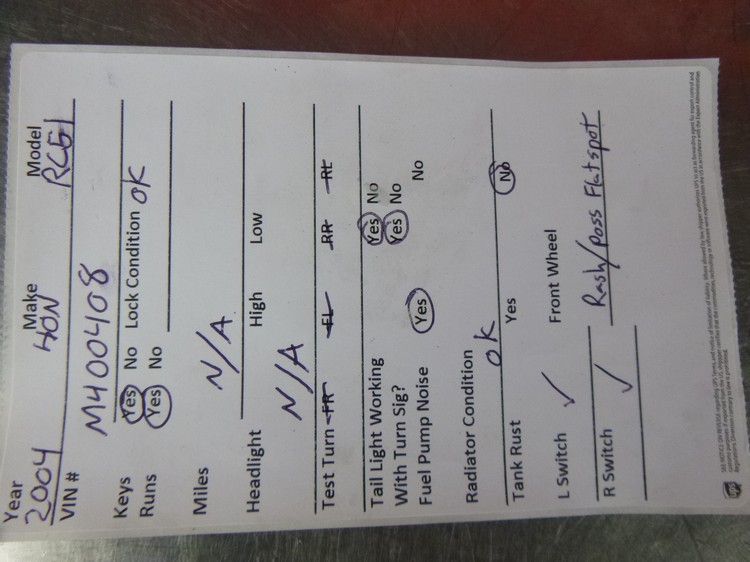 Year Make Model
2004 HON RC51
VIN # M400408
Keys Yes No Lock Condition OK
Runs Yes No
Miles N/A
Headlight High Low
N/A
Test Turn FR FL RR RL
Tail Light Working Yes No
With Turn Sig? Yes No
Fuel Pump Noise Yes No
Radiator Condition OK
Tank Rust Yes No
L Switch ✓ Front Wheel
R Switch ✓ Rash/Poss Flatspot